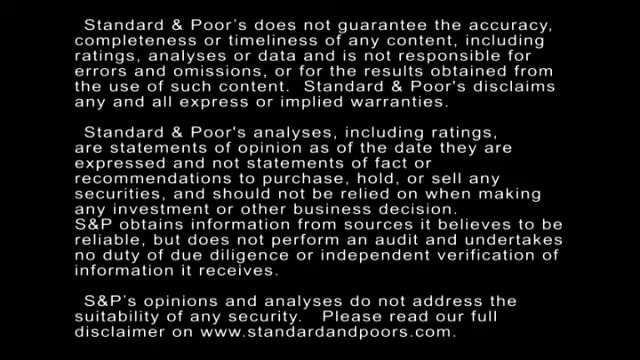 Standard & Poor's does not guarantee the accuracy,
completeness or timeliness of any content, including
ratings, analyses or data and is not responsible for
errors and omissions, or for the results obtained from
the use of such content. Standard & Poor's disclaims
any and all express or implied warranties.
Standard & Poor's analyses, including ratings,
are statements of opinion as of the date they are
expressed and not statements of fact or
recommendations to purchase, hold, or sell any
securities, and should not be relied on when making
any investment or other business decision.
S&P obtains information from sources it believes to be
reliable, but does not perform an audit and undertakes
no duty of due diligence or independent verification of
information it receives.
S&P's opinions and analyses do not address the
suitability of any security. Please read our full
disclaimer on www.standardandpoors.com.